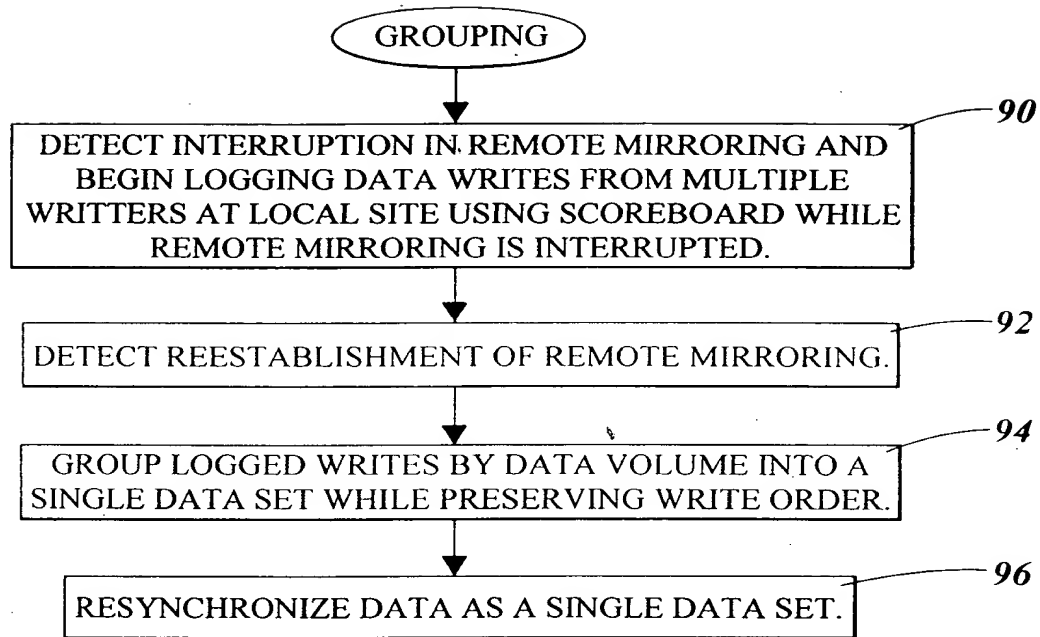 GROUPING
90
DETECT INTERRUPTION IN REMOTE MIRRORING AND
BEGIN LOGGING DATA WRITES FROM MULTIPLE
WRITTERS AT LOCAL SITE USING SCOREBOARD WHILE
REMOTE MIRRORING IS INTERRUPTED.
92
DETECT REESTABLISHMENT OF REMOTE MIRRORING.
94
GROUP LOGGED WRITES BY DATA VOLUME INTO A
SINGLE DATA SET WHILE PRESERVING WRITE ORDER.
96
RESYNCHRONIZE DATA AS A SINGLE DATA SET.